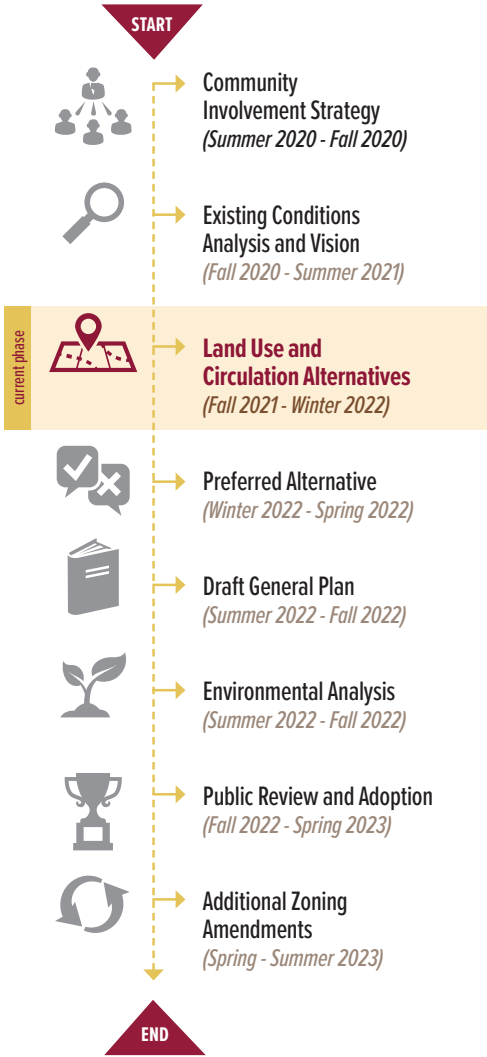 START
Community
Involvement Strategy
(Summer 2020 - Fall 2020)
Existing Conditions
Analysis and Vision
(Fall 2020 - Summer 2021)
current phase
Land Use and
Circulation Alternatives
(Fall 2021 - Winter 2022)
Preferred Alternative
(Winter 2022 - Spring 2022)
Draft General Plan
(Summer 2022 - Fall 2022)
Environmental Analysis
(Summer 2022 - Fall 2022)
Public Review and Adoption
(Fall 2022 - Spring 2023)
Additional Zoning
Amendments
(Spring - Summer 2023)
END